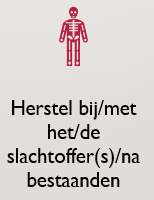 Herstel bij/met
het/de
slachtoffer(s)/na
bestaanden